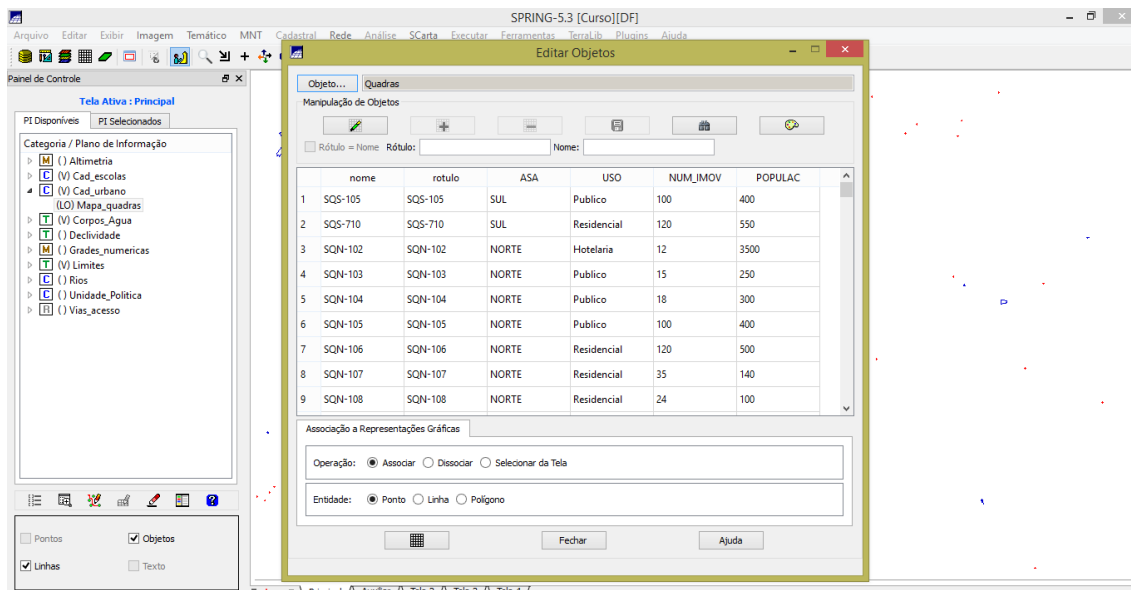 SPRING-5.3 [Curso][DF]
Arquivo Editar Exibir Imagem Temático MNT Cadastral Rede Análise SCarta Executar Ferramentas TerraLib Plugins Ajuda
Painel de Controle
Tela Ativa : Principal
PI Disponíveis PI Selecionados
Categoria / Plano de Informação
M () Altimetria
C (V) Cad_escolas
C (V) Cad_urbano
(LO) Mapa_quadras
T (V) Corpos_Agua
T () Declividade
M () Grades_numericas
T (V) Limites
C () Rios
C () Unidade_Politica
R () Vias_acesso
Pontos Objetos
Linhas Texto
Editar Objetos
Objeto... Quadras
Manipulação de Objetos
Rótulo = Nome Rótulo: Nome:
nome rotulo ASA USO NUM_IMOV POPULAC
1 SQS-105 SQS-105 SUL Publico 100 400
2 SQS-710 SQS-710 SUL Residencial 120 550
3 SQN-102 SQN-102 NORTE Hotelaria 12 3500
4 SQN-103 SQN-103 NORTE Publico 15 250
5 SQN-104 SQN-104 NORTE Publico 18 300
6 SQN-105 SQN-105 NORTE Publico 100 400
7 SQN-106 SQN-106 NORTE Residencial 120 500
8 SQN-107 SQN-107 NORTE Residencial 35 140
9 SQN-108 SQN-108 NORTE Residencial 24 100
Associação a Representações Gráficas
Operação: Associar Dissociar Selecionar da Tela
Entidade: Ponto Linha Polígono
Fechar Ajuda